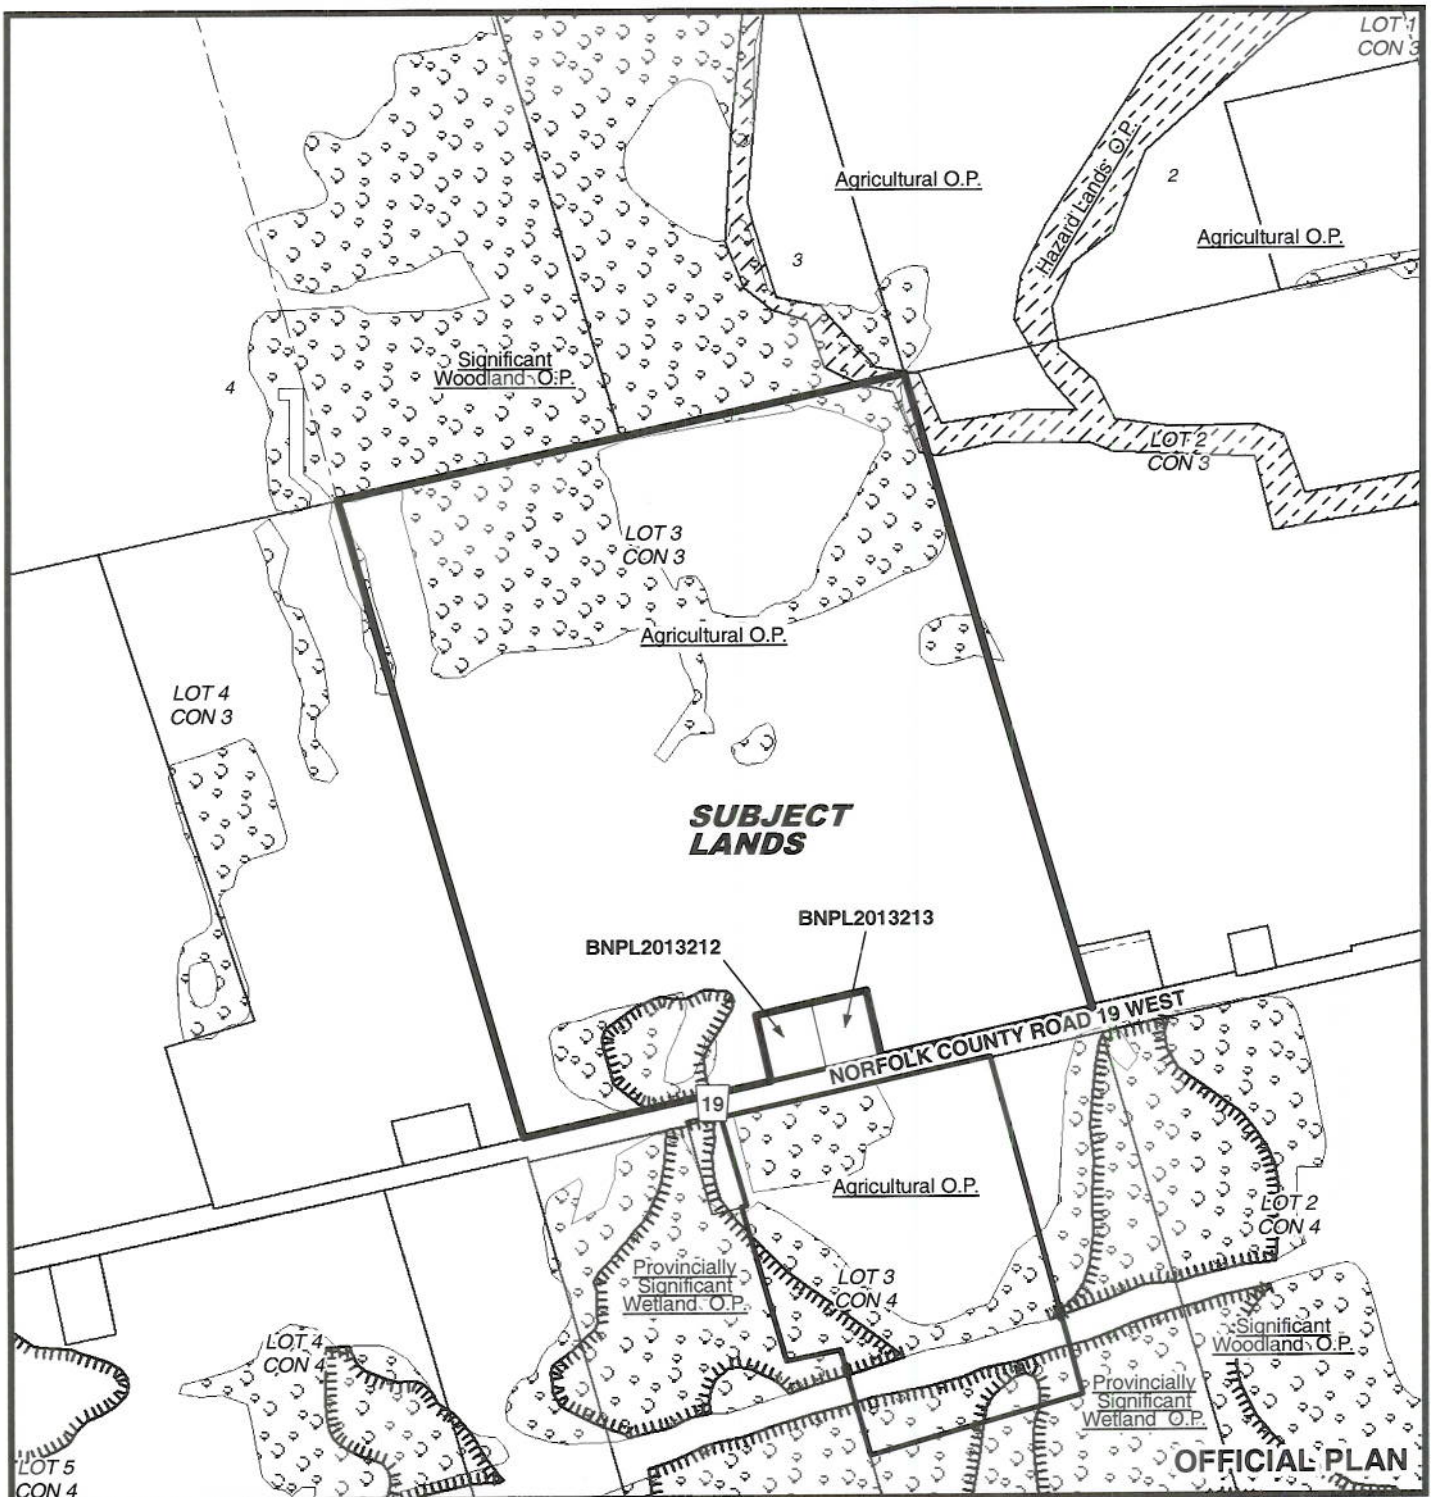 LOT 1
CON 3
Hazard Lands O.P.
2
Agricultural O.P.
Agricultural O.P.
3
Significant
Woodland O.P.
4
LOT 2
CON 3
LOT 3
CON 3
Agricultural O.P.
LOT 4
CON 3
SUBJECT
LANDS
BNPL2013213
BNPL2012212
NORFOLK COUNTY ROAD 19 WEST
19
Agricultural O.P.
LOT 2
CON 4
Provincially
Significant
Wetland O.P.
LOT 3
CON 4
LOT 4
CON 4
Significant
Woodland O.P.
Provincially
Significant
Wetland O.P.
OFFICIAL PLAN
LOT 5
CON 4